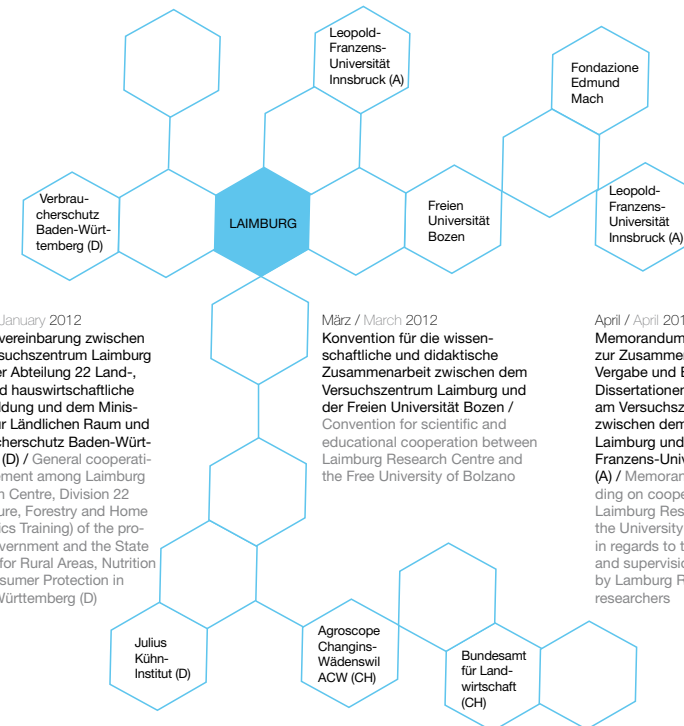 Leopold-
Franzens-
Universität
Innsbruck (A)
Fondazione
Edmund
Mach
Verbrau-
cherschutz
Baden-Würt-
temberg (D)
LAIMBURG
Freien
Universität
Bozen
Leopold-
Franzens-
Universität
Innsbruck (A)
January 2012
vereinbarung zwischen
suchszentrum Laimburg
er Abteilung 22 Land-,
d hauswirtschaftliche
ldung und dem Minis-
r Ländlichen Raum und
cherschutz Baden-Würt-
(D) / General cooperati-
ement among Laimburg
n Centre, Division 22
ure, Forestry and Home
ics Training) of the pro-
vernment and the State
for Rural Areas, Nutrition
sumer Protection in
Württemberg (D)
März / March 2012
Konvention für die wissen-
schaftliche und didaktische
Zusammenarbeit zwischen dem
Versuchszentrum Laimburg und
der Freien Universität Bozen /
Convention for scientific and
educational cooperation between
Laimburg Research Centre and
the Free University of Bolzano
April / April 201
Memorandum
zur Zusammen
Vergabe und B
Dissertationen
am Versuchsz
zwischen dem
Laimburg und
Franzens-Univ
(A) / Memoran
ding on coope
Laimburg Res
the University
in regards to t
and supervisio
by Lamburg R
researchers
Julius
Kühn-
Institut (D)
Agroscope
Changins-
Wädenswil
ACW (CH)
Bundesamt
für Land-
wirtschaft
(CH)